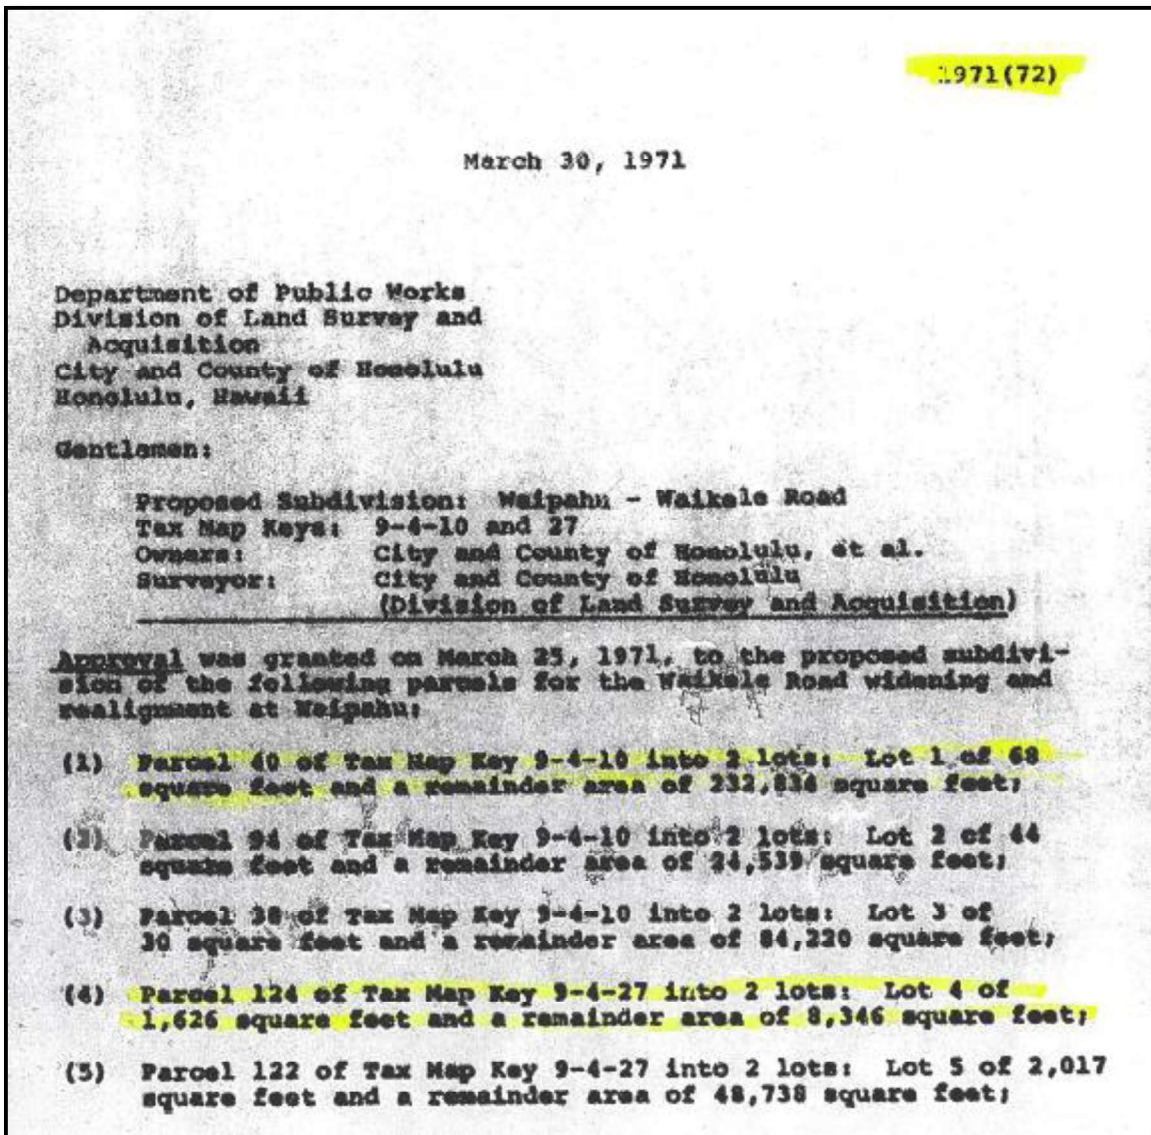 1971(72)
March 30, 1971
Department of Public Works
Division of Land Survey and
Acquisition
City and County of Honolulu
Honolulu, Hawaii
Gentlemen:
Proposed Subdivision: Waipahu - Waikele Road
Tax Map Keys: 9-4-10 and 27
Owners: City and County of Honolulu, et al.
Surveyor: City and County of Honolulu
(Division of Land Survey and Acquisition)
Approval was granted on March 25, 1971, to the proposed subdivi-
sion of the following parcels for the Waikele Road widening and
realignment at Waipahu:
(1) Parcel 40 of Tax Map Key 9-4-10 into 2 lots: Lot 1 of 68
square feet and a remainder area of 232,834 square feet;
(2) Parcel 94 of Tax Map Key 9-4-10 into 2 lots: Lot 2 of 44
square feet and a remainder area of 24,539 square feet;
(3) Parcel 38 of Tax Map Key 9-4-10 into 2 lots: Lot 3 of
30 square feet and a remainder area of 84,220 square feet;
(4) Parcel 124 of Tax Map Key 9-4-27 into 2 lots: Lot 4 of
1,626 square feet and a remainder area of 8,346 square feet;
(5) Parcel 122 of Tax Map Key 9-4-27 into 2 lots: Lot 5 of 2,017
square feet and a remainder area of 48,738 square feet;